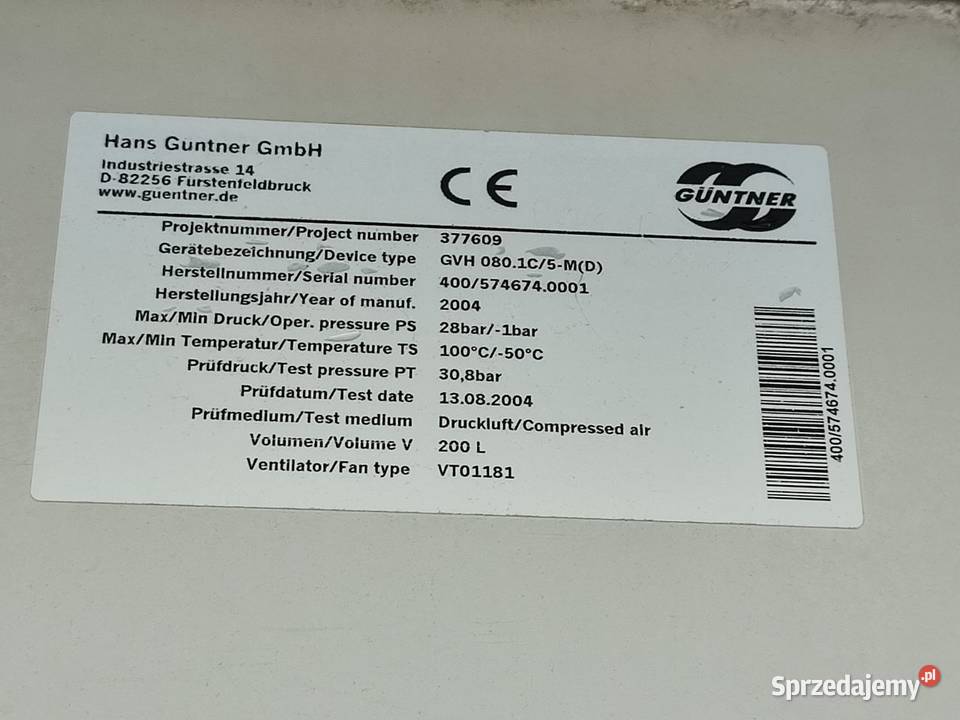 Hans Güntner GmbH
Industriestrasse 14
D-82256 Fürstenfeldbruck
www.guentner.de
CE
GÜNTNER
Projektnummer/Project number 377609
Gerätebezeichnung/Device type GVH 080.1C/5-M(D)
Herstellnummer/Serial number 400/574674.0001
Herstellungsjahr/Year of manuf. 2004
Max/Min Druck/Oper. pressure PS 28bar/-1bar
Max/Min Temperatur/Temperature TS 100°C/-50°C
Prüfdruck/Test pressure PT 30,8bar
Prüfdatum/Test date 13.08.2004
Prüfmedium/Test medium Druckluft/Compressed air
Volumen/Volume V 200 L
Ventilator/Fan type VT01181
400/574674.0001
Sprzedajemy.pl